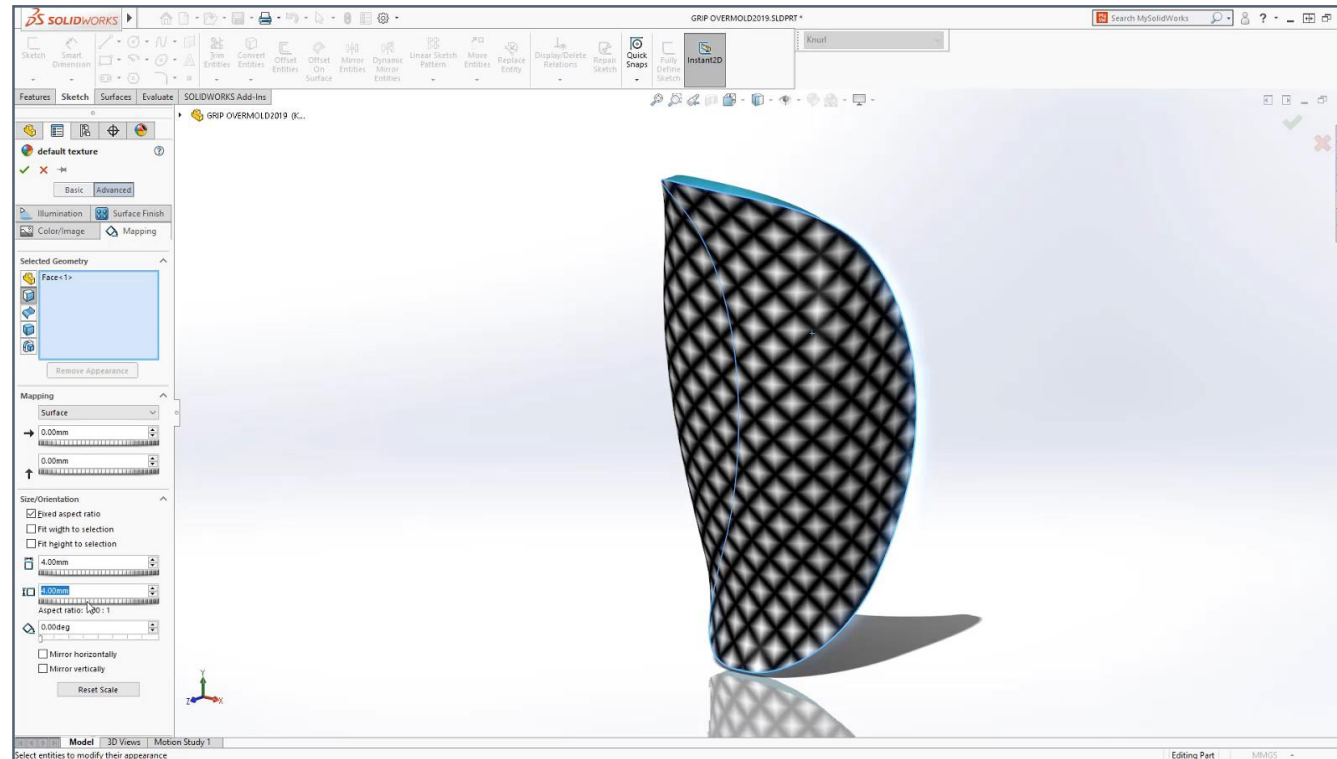 SOLIDWORKS
GRIP OVERMOLD2019.SLDPRT *
Search MySolidWorks
?
Sketch
Smart Dimension
Trim Entities
Convert Entities
Offset Entities
Offset On Surface
Mirror Entities
Dynamic Mirror Entities
Linear Sketch Pattern
Move Entities
Replace Entity
Display/Delete Relations
Repair Sketch
Quick Snaps
Fully Define Sketch
Instant2D
Knurl
Features Sketch Surfaces Evaluate SOLIDWORKS Add-Ins
GRIP OVERMOLD2019 (K...
default texture
Basic Advanced
Illumination Surface Finish
Color/Image Mapping
Selected Geometry
Face<1>
Remove Appearance
Mapping
Surface
0.00mm
0.00mm
Size/Orientation
Fixed aspect ratio
Fit width to selection
Fit height to selection
4.00mm
4.00mm
Aspect ratio: : 1
0.00deg
Mirror horizontally
Mirror vertically
Reset Scale
Y
Z X
Model 3D Views Motion Study 1
Select entities to modify their appearance
Editing Part MMGS